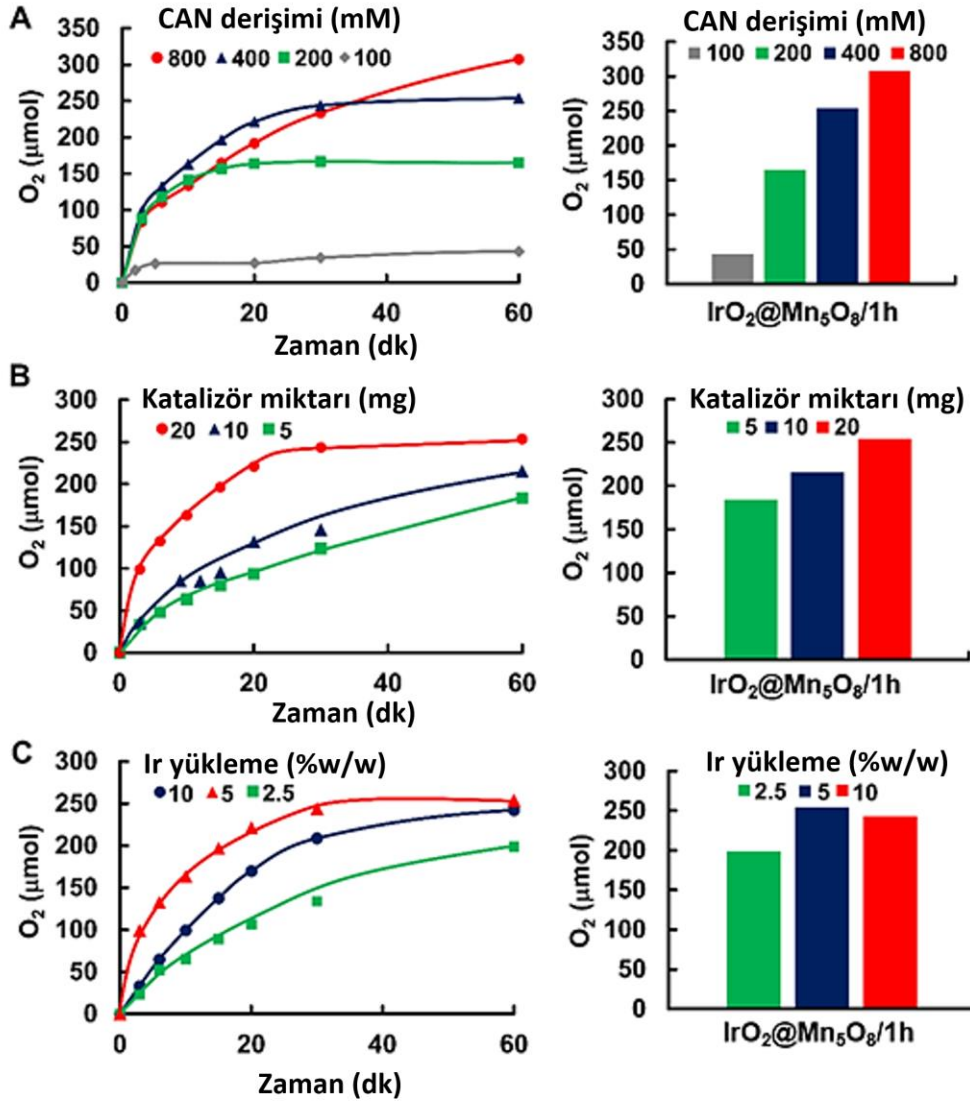 A
CAN derişimi (mM)
800 400 200 100
350
300
250
200
150
100
50
0
O₂ (µmol)
0 20 40 60
Zaman (dk)
CAN derişimi (mM)
100 200 400 800
350
300
250
200
150
100
50
0
O₂ (µmol)
IrO₂@Mn₅O₈/1h
B
Katalizör miktarı (mg)
20 10 5
300
250
200
150
100
50
0
O₂ (µmol)
0 20 40 60
Zaman (dk)
Katalizör miktarı (mg)
5 10 20
300
250
200
150
100
50
0
O₂ (µmol)
IrO₂@Mn₅O₈/1h
C
Ir yükleme (%w/w)
10 5 2.5
300
250
200
150
100
50
0
O₂ (µmol)
0 20 40 60
Zaman (dk)
Ir yükleme (%w/w)
2.5 5 10
300
250
200
150
100
50
0
O₂ (µmol)
IrO₂@Mn₅O₈/1h